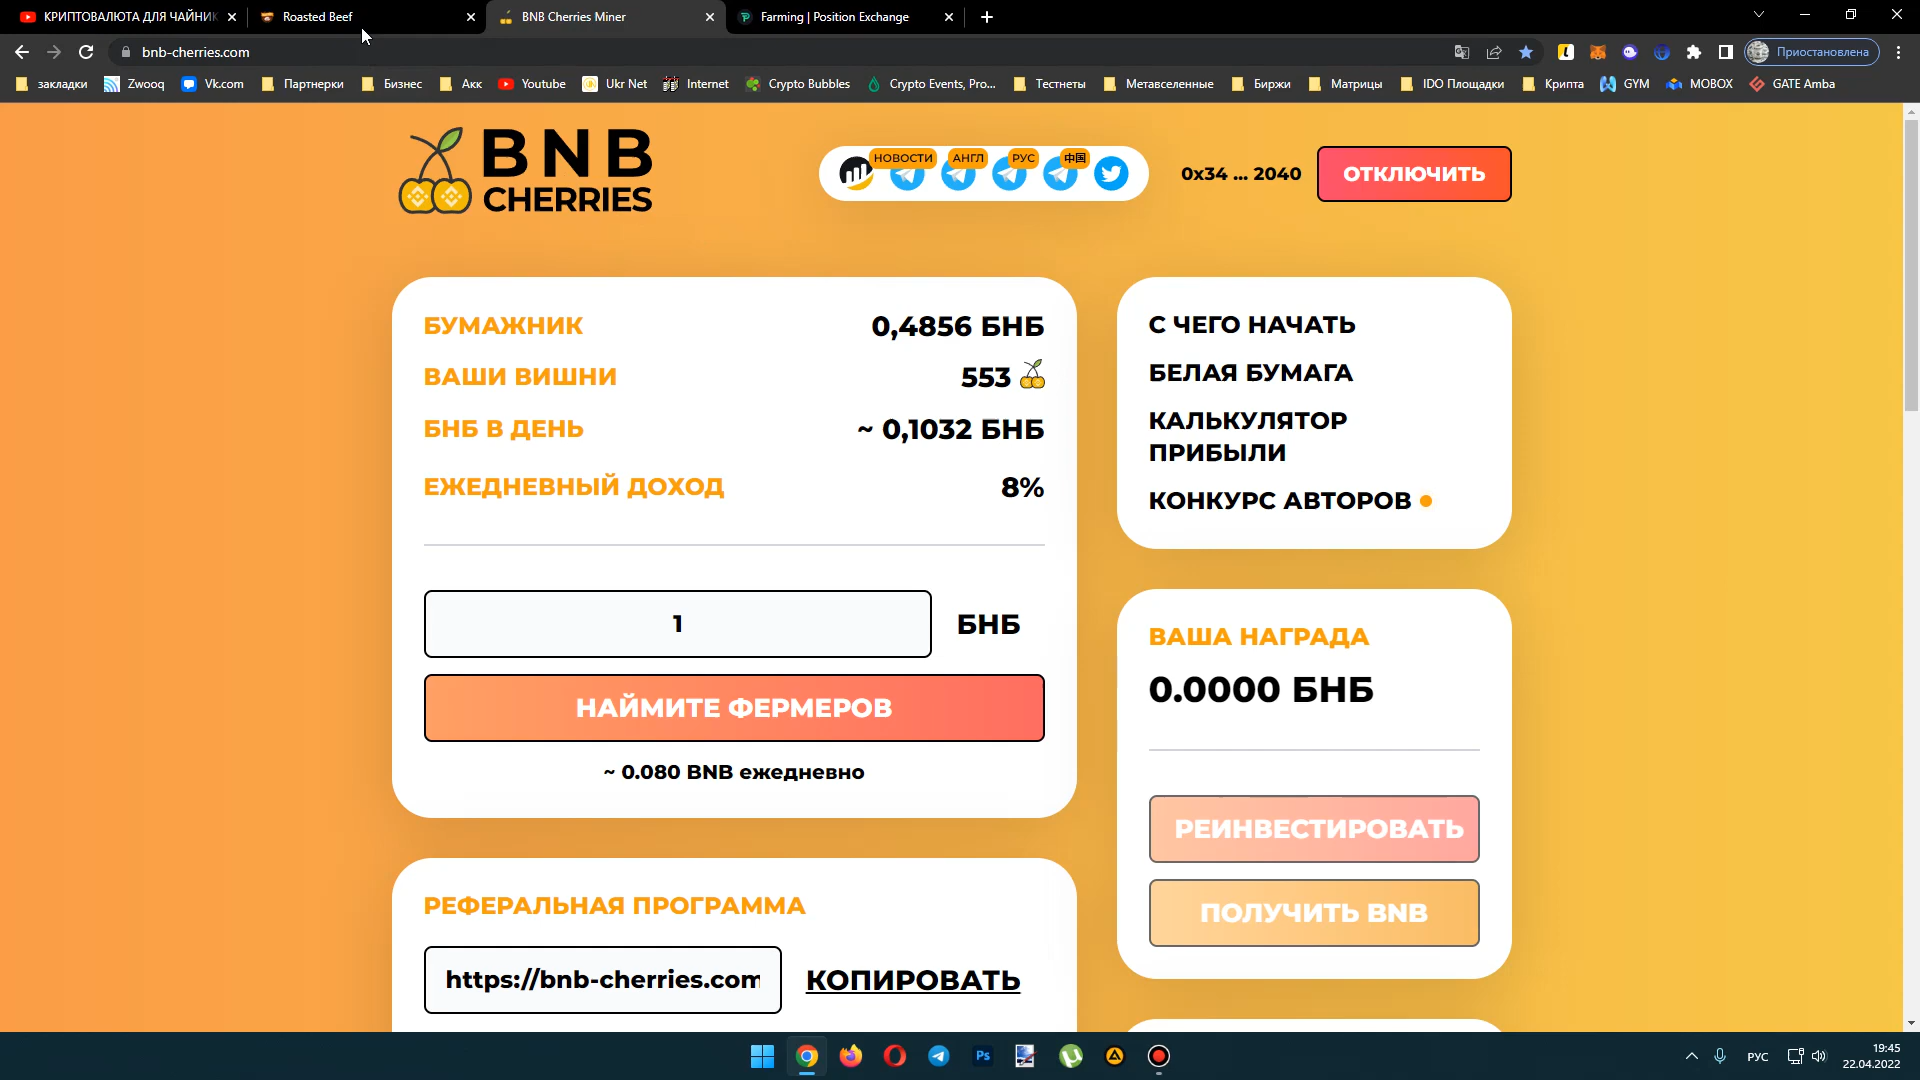 КРИПТОВАЛЮТА ДЛЯ ЧАЙНИК
Roasted Beef
BNB Cherries Miner
Farming | Position Exchange
bnb-cherries.com
Приостановлена
закладки
Zwooq
Vk.com
Партнерки
Бизнес
Акк
Youtube
Ukr Net
Internet
Crypto Bubbles
Crypto Events, Pro...
Тестнеты
Метавселенные
Биржи
Матрицы
IDO Площадки
Крипта
GYM
MOBOX
GATE Amba
BNB
CHERRIES
НОВОСТИ
АНГЛ
РУС
中国
0x34 ... 2040
ОТКЛЮЧИТЬ
БУМАЖНИК
0,4856 БНБ
ВАШИ ВИШНИ
553
БНБ В ДЕНЬ
~ 0,1032 БНБ
ЕЖЕДНЕВНЫЙ ДОХОД
8%
1
БНБ
НАЙМИТЕ ФЕРМЕРОВ
~ 0.080 BNB ежедневно
С ЧЕГО НАЧАТЬ
БЕЛАЯ БУМАГА
КАЛЬКУЛЯТОР
ПРИБЫЛИ
КОНКУРС АВТОРОВ
ВАША НАГРАДА
0.0000 БНБ
РЕИНВЕСТИРОВАТЬ
ПОЛУЧИТЬ BNB
РЕФЕРАЛЬНАЯ ПРОГРАММА
https://bnb-cherries.com
КОПИРОВАТЬ
Ps
РУС
19:45
22.04.2022